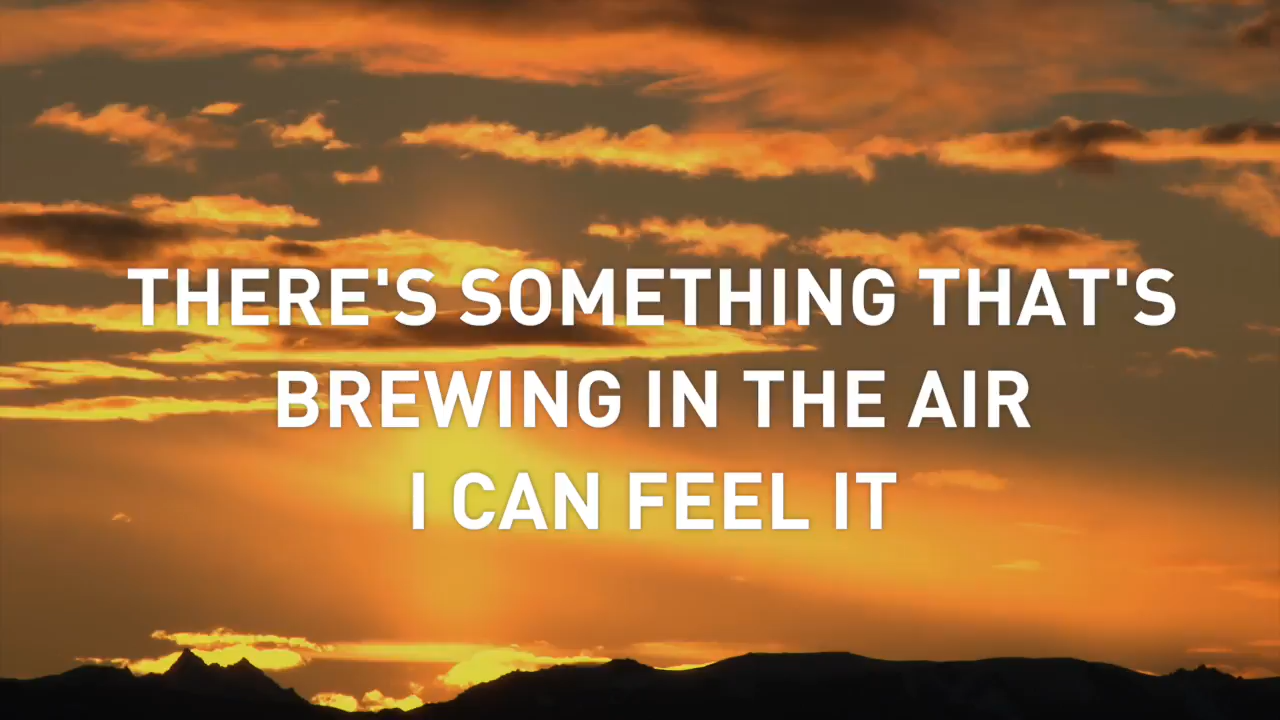 THERE'S SOMETHING THAT'S
BREWING IN THE AIR
I CAN FEEL IT